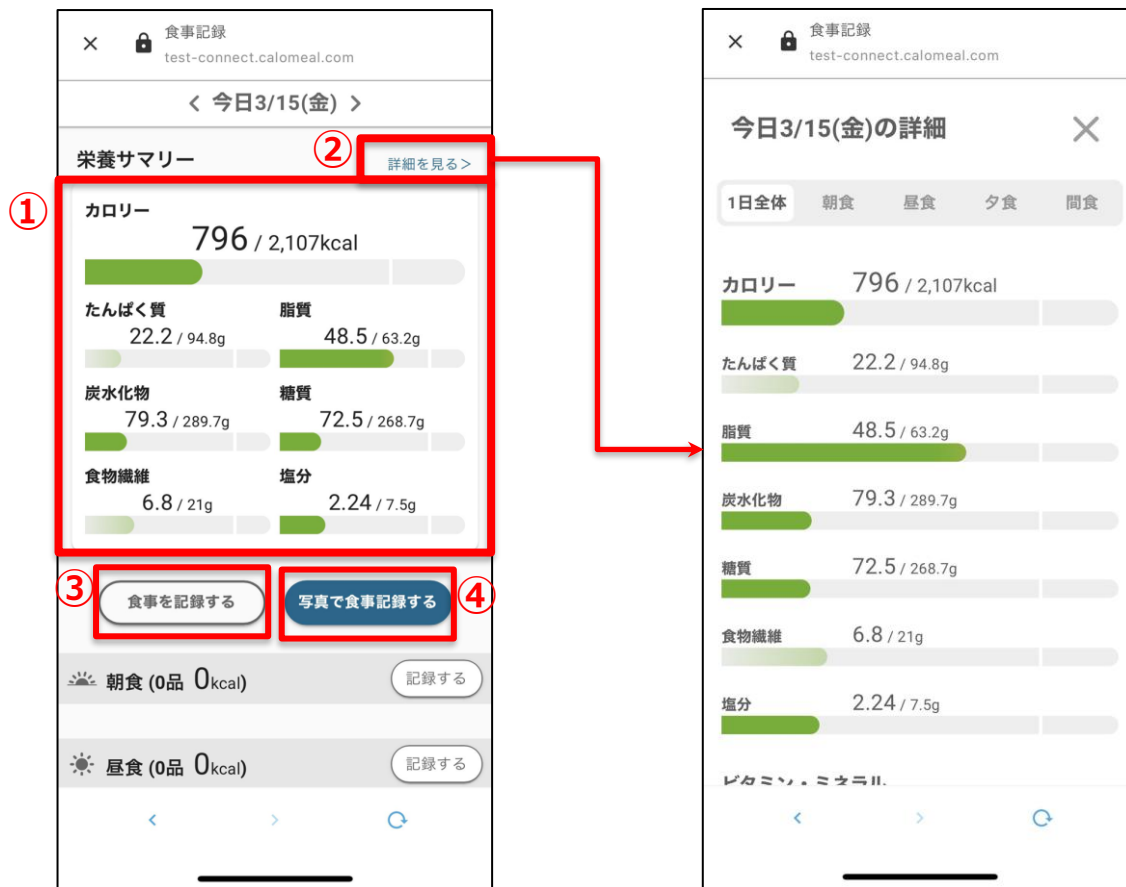 食事記録
test-connect.calomeal.com
今日3/15(金)
栄養サマリー
②
詳細を見る>
①
カロリー
796 / 2,107kcal
たんぱく質 脂質
22.2 / 94.8g 48.5 / 63.2g
炭水化物 糖質
79.3 / 289.7g 72.5 / 268.7g
食物繊維 塩分
6.8 / 21g 2.24 / 7.5g
③
食事を記録する
写真で食事記録する
④
朝食 (0品 0kcal) 記録する
昼食 (0品 0kcal) 記録する
食事記録
test-connect.calomeal.com
今日3/15(金)の詳細
1日全体 朝食 昼食 夕食 間食
カロリー 796 / 2,107kcal
たんぱく質 22.2 / 94.8g
脂質 48.5 / 63.2g
炭水化物 79.3 / 289.7g
糖質 72.5 / 268.7g
食物繊維 6.8 / 21g
塩分 2.24 / 7.5g
ビタミン・ミネラル